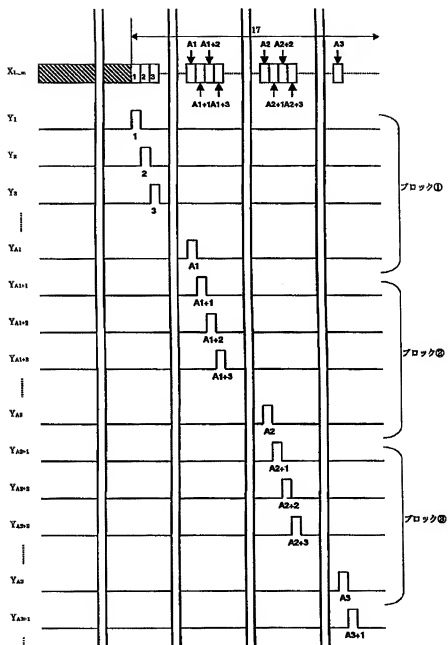 17
A1 A1+2 A2 A2+2 A3
X1_m
1 2 3
A1+1 A1+3 A2+1 A2+3
Y1
1
Y2
2
Y3
3
ブロック①
YA1
A1
YA1+1
A1+1
YA1+2
A1+2
YA1+3
A1+3
ブロック②
YA2
A2
YA2+1
A2+1
YA2+2
A2+2
YA2+3
A2+3
ブロック③
YA3
A3
YA3+1
A3+1